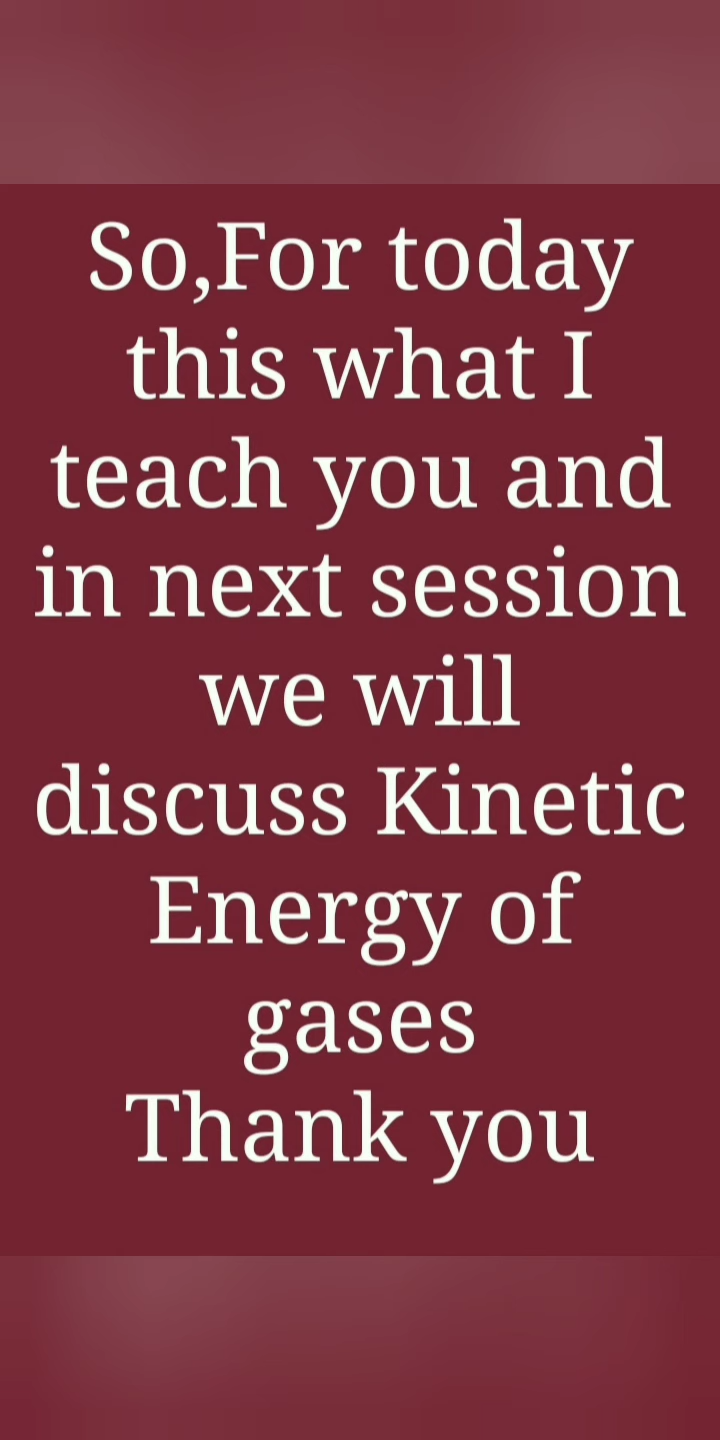 So,For today
this what I
teach you and
in next session
we will
discuss Kinetic
Energy of
gases
Thank you